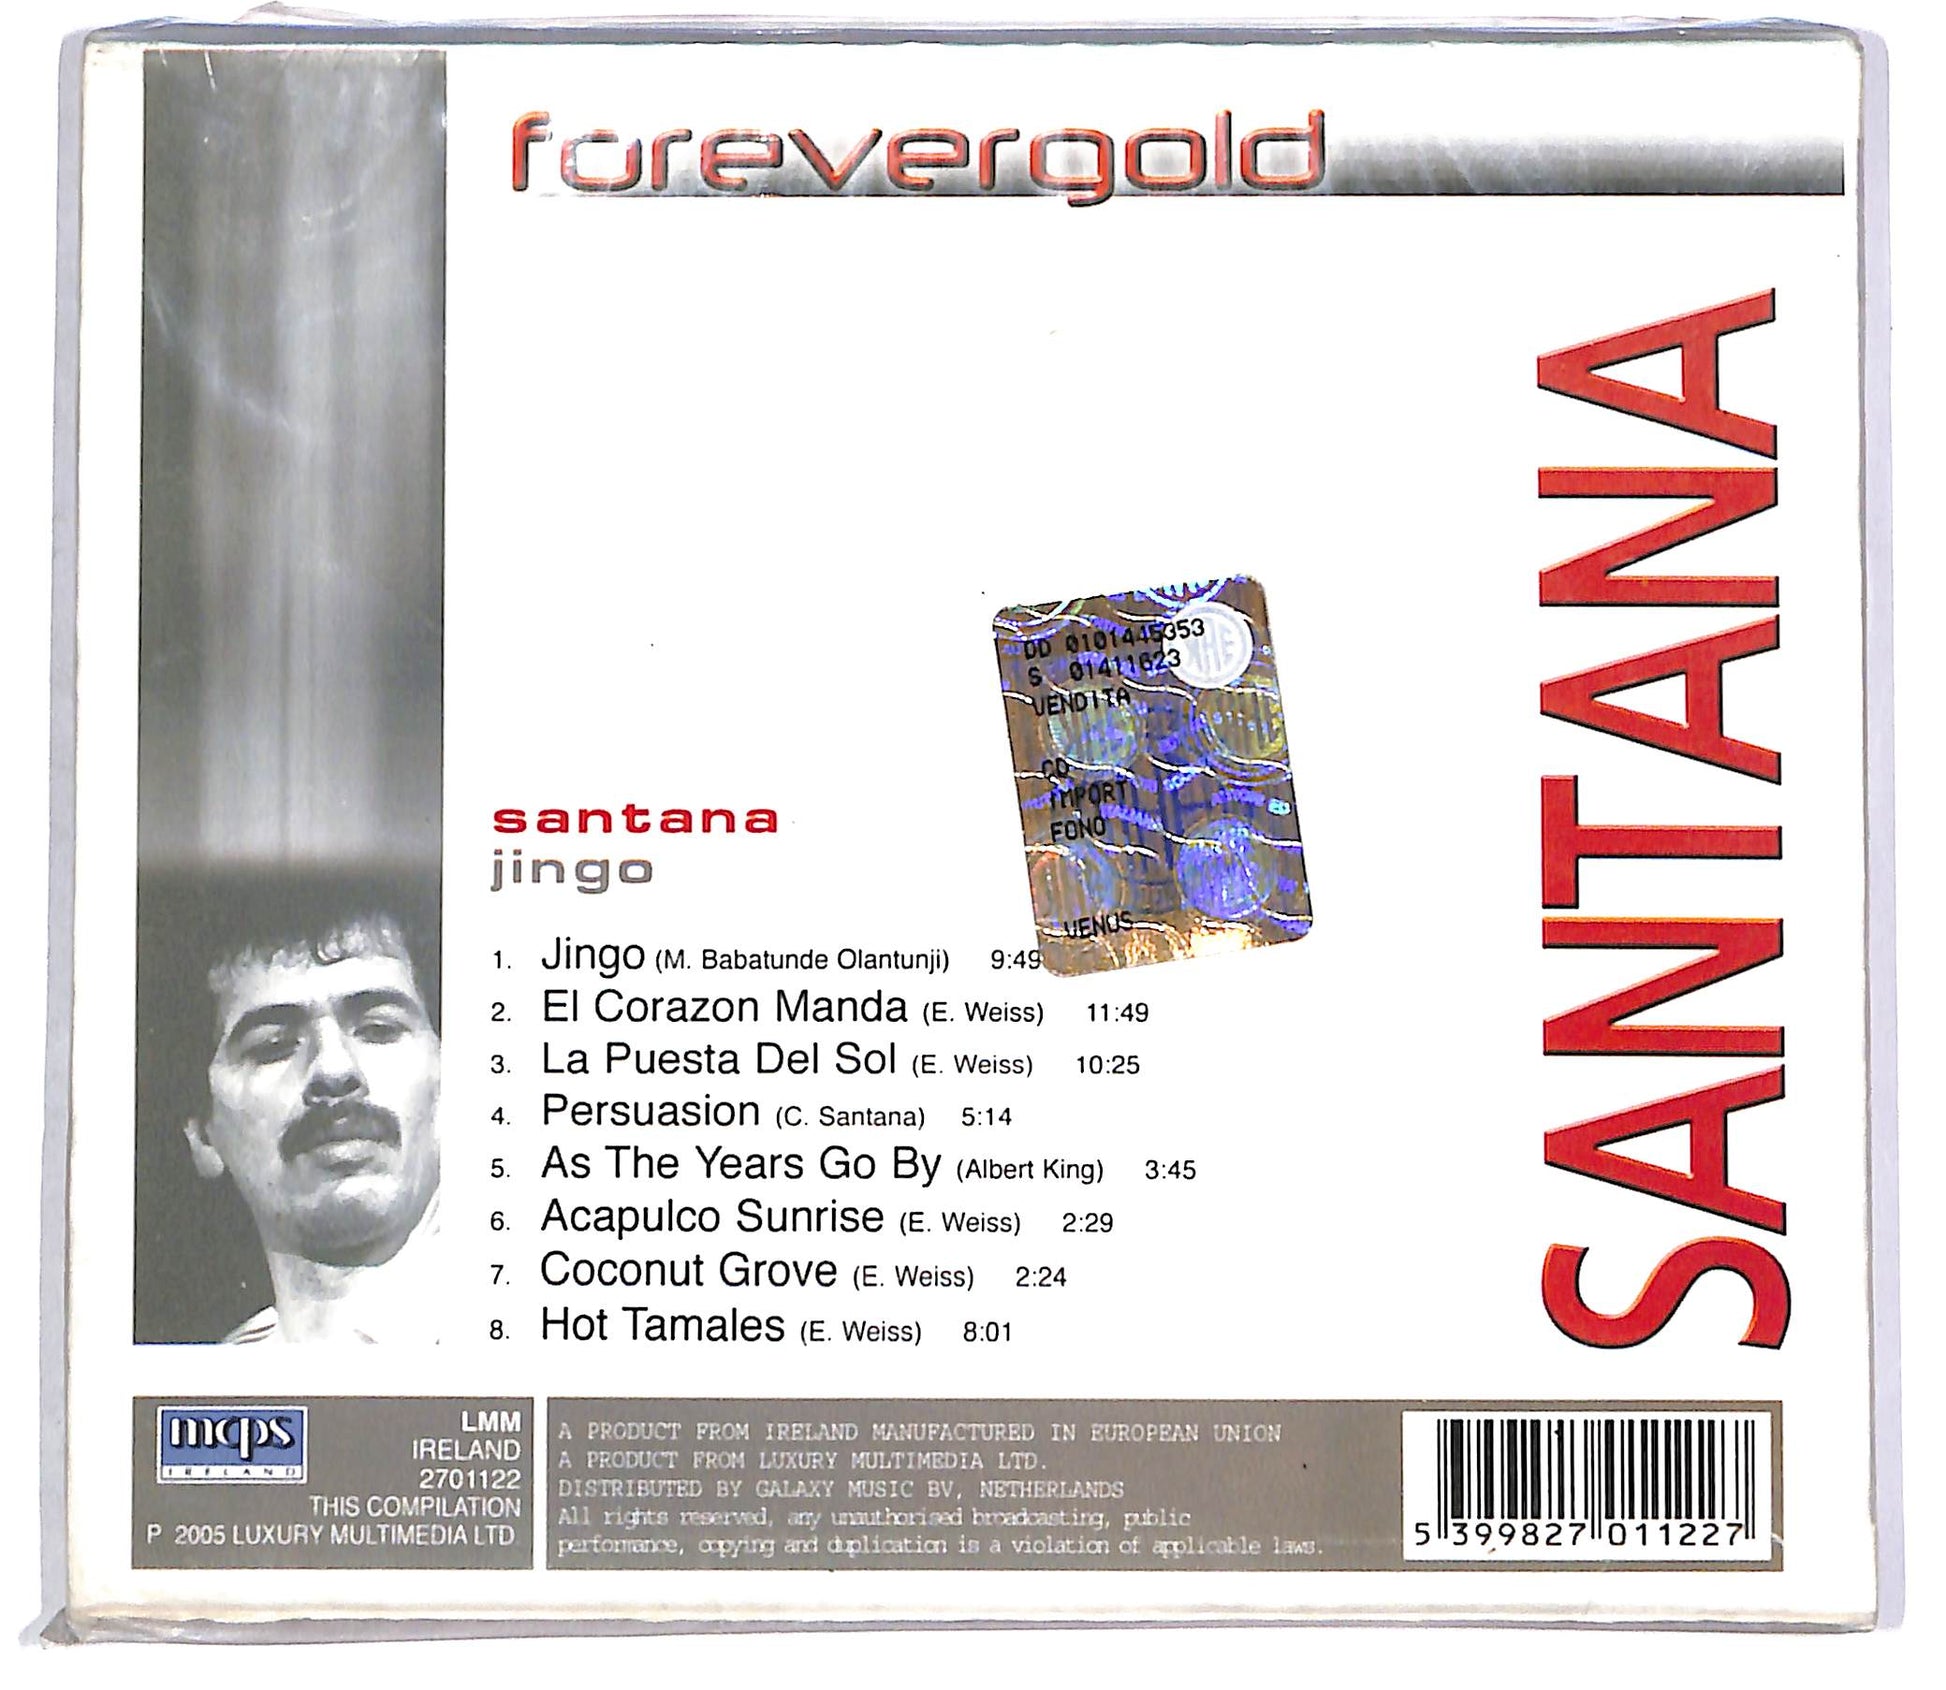 forevergold
SANTANA
DD 0101445353
S 01411623
VENDITA
CD
IMPORT
FONO
VENUS
santana
jingo
1. Jingo (M. Babatunde Olantunji) 9:49
2. El Corazon Manda (E. Weiss) 11:49
3. La Puesta Del Sol (E. Weiss) 10:25
4. Persuasion (C. Santana) 5:14
5. As The Years Go By (Albert King) 3:45
6. Acapulco Sunrise (E. Weiss) 2:29
7. Coconut Grove (E. Weiss) 2:24
8. Hot Tamales (E. Weiss) 8:01
mcps
IRELAND
LMM
IRELAND
2701122
THIS COMPILATION
P 2005 LUXURY MULTIMEDIA LTD
A PRODUCT FROM IRELAND MANUFACTURED IN EUROPEAN UNION
A PRODUCT FROM LUXURY MULTIMEDIA LTD.
DISTRIBUTED BY GALAXY MUSIC BV, NETHERLANDS
All rights reserved, any unauthorised broadcasting, public
performance, copying and duplication is a violation of applicable laws.
5 399827 011227